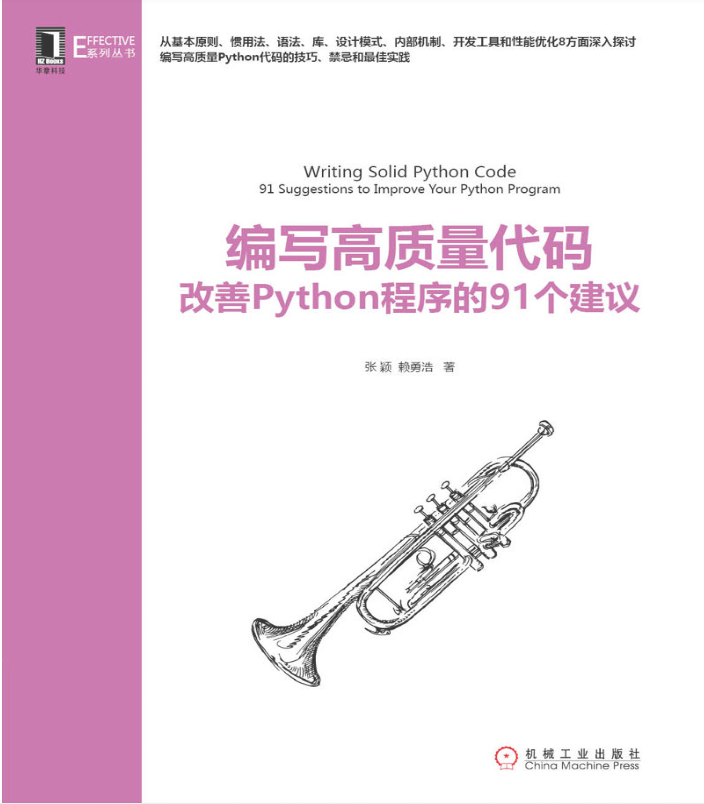 HZ Books
华章科技
EFFECTIVE
系列丛书
从基本原则、惯用法、语法、库、设计模式、内部机制、开发工具和性能优化8方面深入探讨
编写高质量Python代码的技巧、禁忌和最佳实践
Writing Solid Python Code
91 Suggestions to Improve Your Python Program
编写高质量代码
改善Python程序的91个建议
张颖 赖勇浩 著
机械工业出版社
China Machine Press